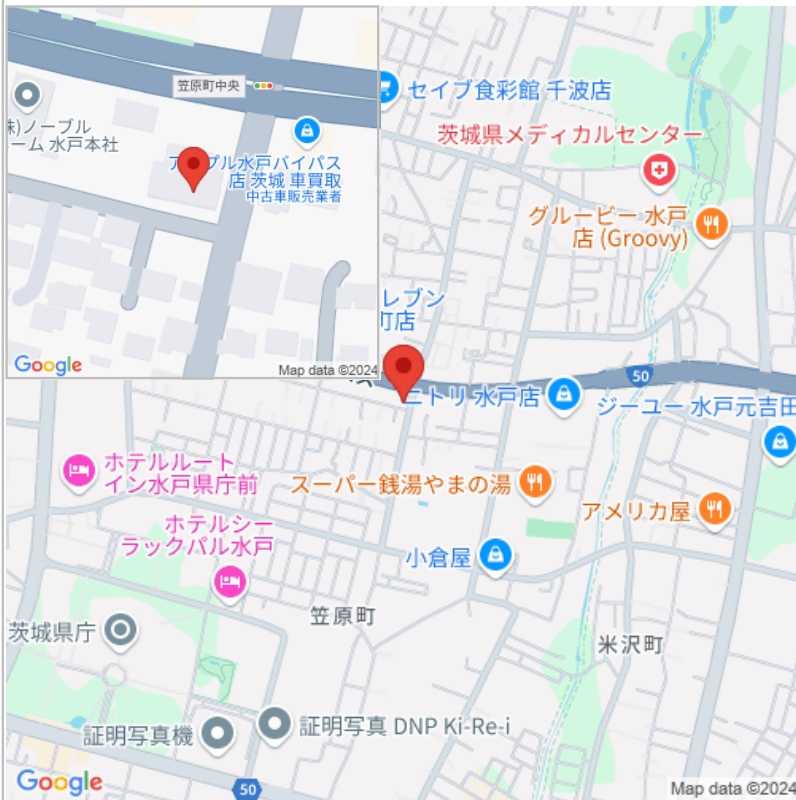 笠原町中央
ノーブル
ーム 水戸本社
プル水戸バイパス
店 茨城 車買取
中古車販売業者
Google
Map data ©2024
セイブ食彩館 千波店
茨城県メディカルセンター
グルービー 水戸
店 (Groovy)
レブン
町店
50
ニトリ 水戸店
ジーユー 水戸元吉田
ホテルルート
イン水戸県庁前
スーパー銭湯やまの湯
アメリカ屋
ホテルシー
ラックパル水戸
小倉屋
笠原町
茨城県庁
米沢町
証明写真機
証明写真 DNP Ki-Re-i
Google
50
Map data ©2024